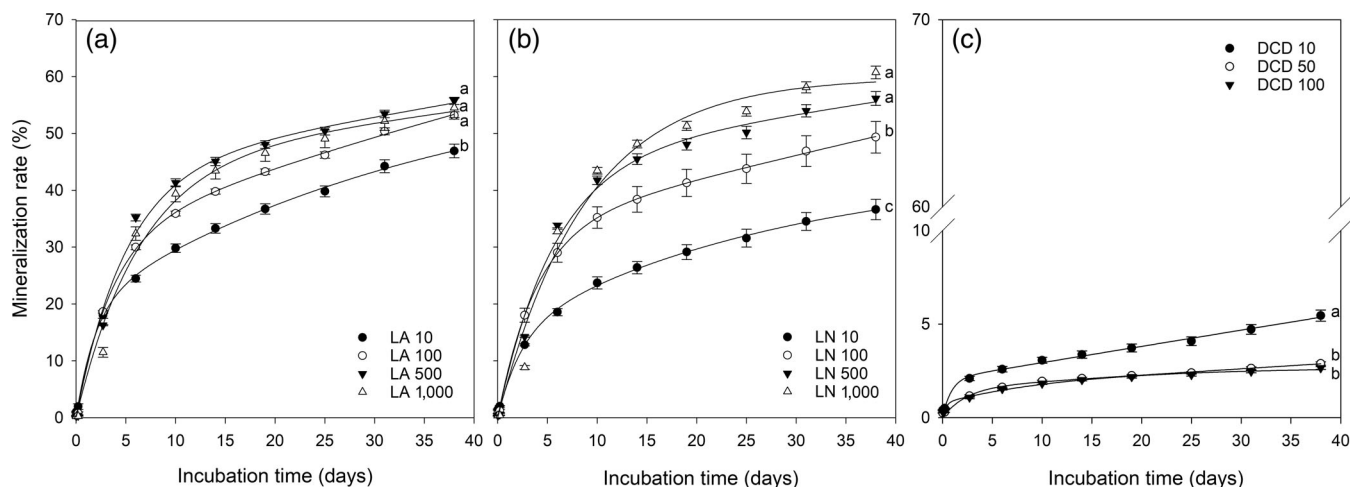 Mineralization rate (%)
70
60
50
40
30
20
10
0
(a)
a
a
a
b
LA 10
LA 100
LA 500
LA 1,000
0 5 10 15 20 25 30 35 40
Incubation time (days)
(b)
a
a
b
c
LN 10
LN 100
LN 500
LN 1,000
0 5 10 15 20 25 30 35 40
Incubation time (days)
70
60
10
5
0
(c)
DCD 10
DCD 50
DCD 100
a
b
b
0 5 10 15 20 25 30 35 40
Incubation time (days)